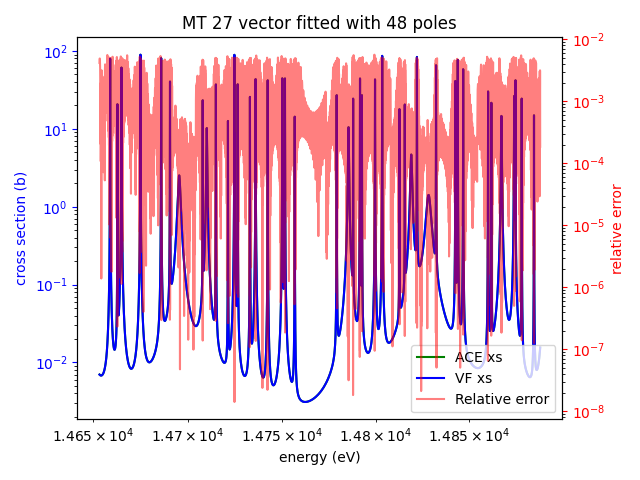 MT 27 vector fitted with 48 poles
10² 10⁻²
10¹ 10⁻³
10⁰ 10⁻⁴
10⁻¹ 10⁻⁵
10⁻² 10⁻⁶
10⁻⁷
10⁻⁸
cross section (b)
relative error
ACE xs
VF xs
Relative error
1.465×10⁴ 1.47×10⁴ 1.475×10⁴ 1.48×10⁴ 1.485×10⁴
energy (eV)